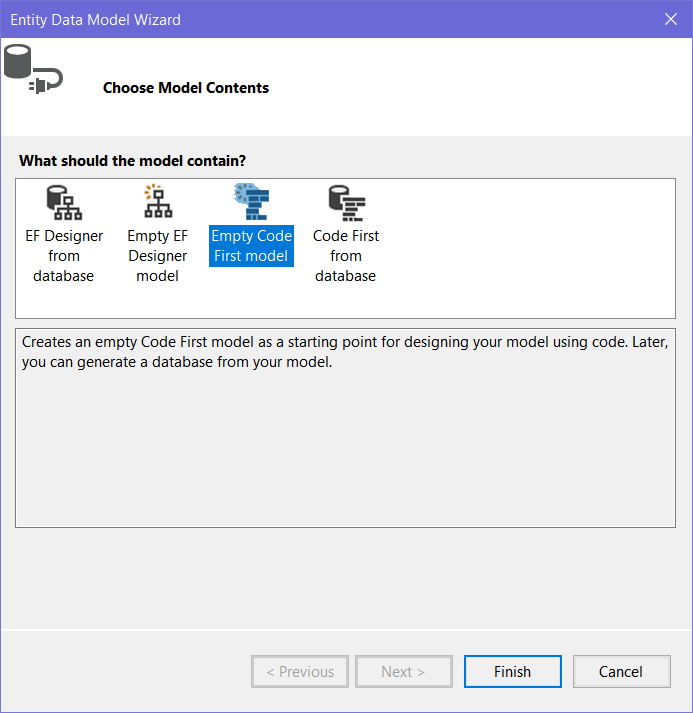 Entity Data Model Wizard
Choose Model Contents
What should the model contain?
EF Designer
from
database
Empty EF
Designer
model
Empty Code
First model
Code First
from
database
Creates an empty Code First model as a starting point for designing your model using code. Later,
you can generate a database from your model.
< Previous
Next >
Finish
Cancel